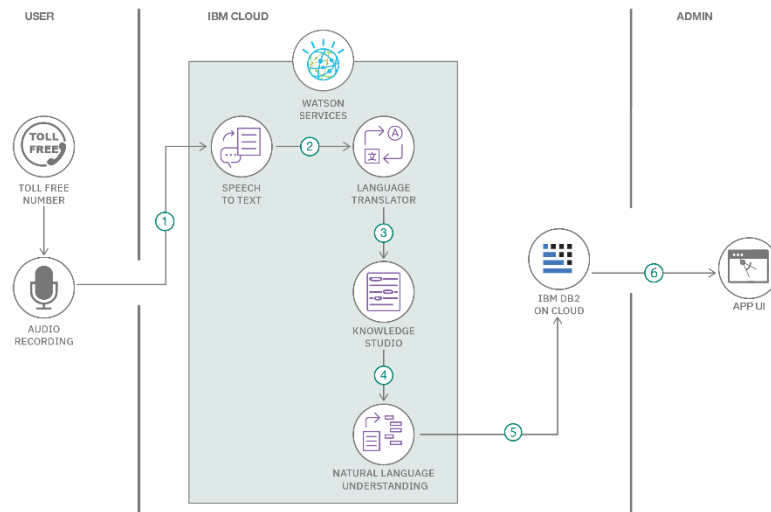 USER
IBM CLOUD
ADMIN
WATSON
SERVICES
TOLL
FREE
TOLL FREE
NUMBER
1
SPEECH
TO TEXT
2
A
文
LANGUAGE
TRANSLATOR
3
AUDIO
RECORDING
KNOWLEDGE
STUDIO
4
NATURAL LANGUAGE
UNDERSTANDING
5
IBM DB2
ON CLOUD
6
APP UI